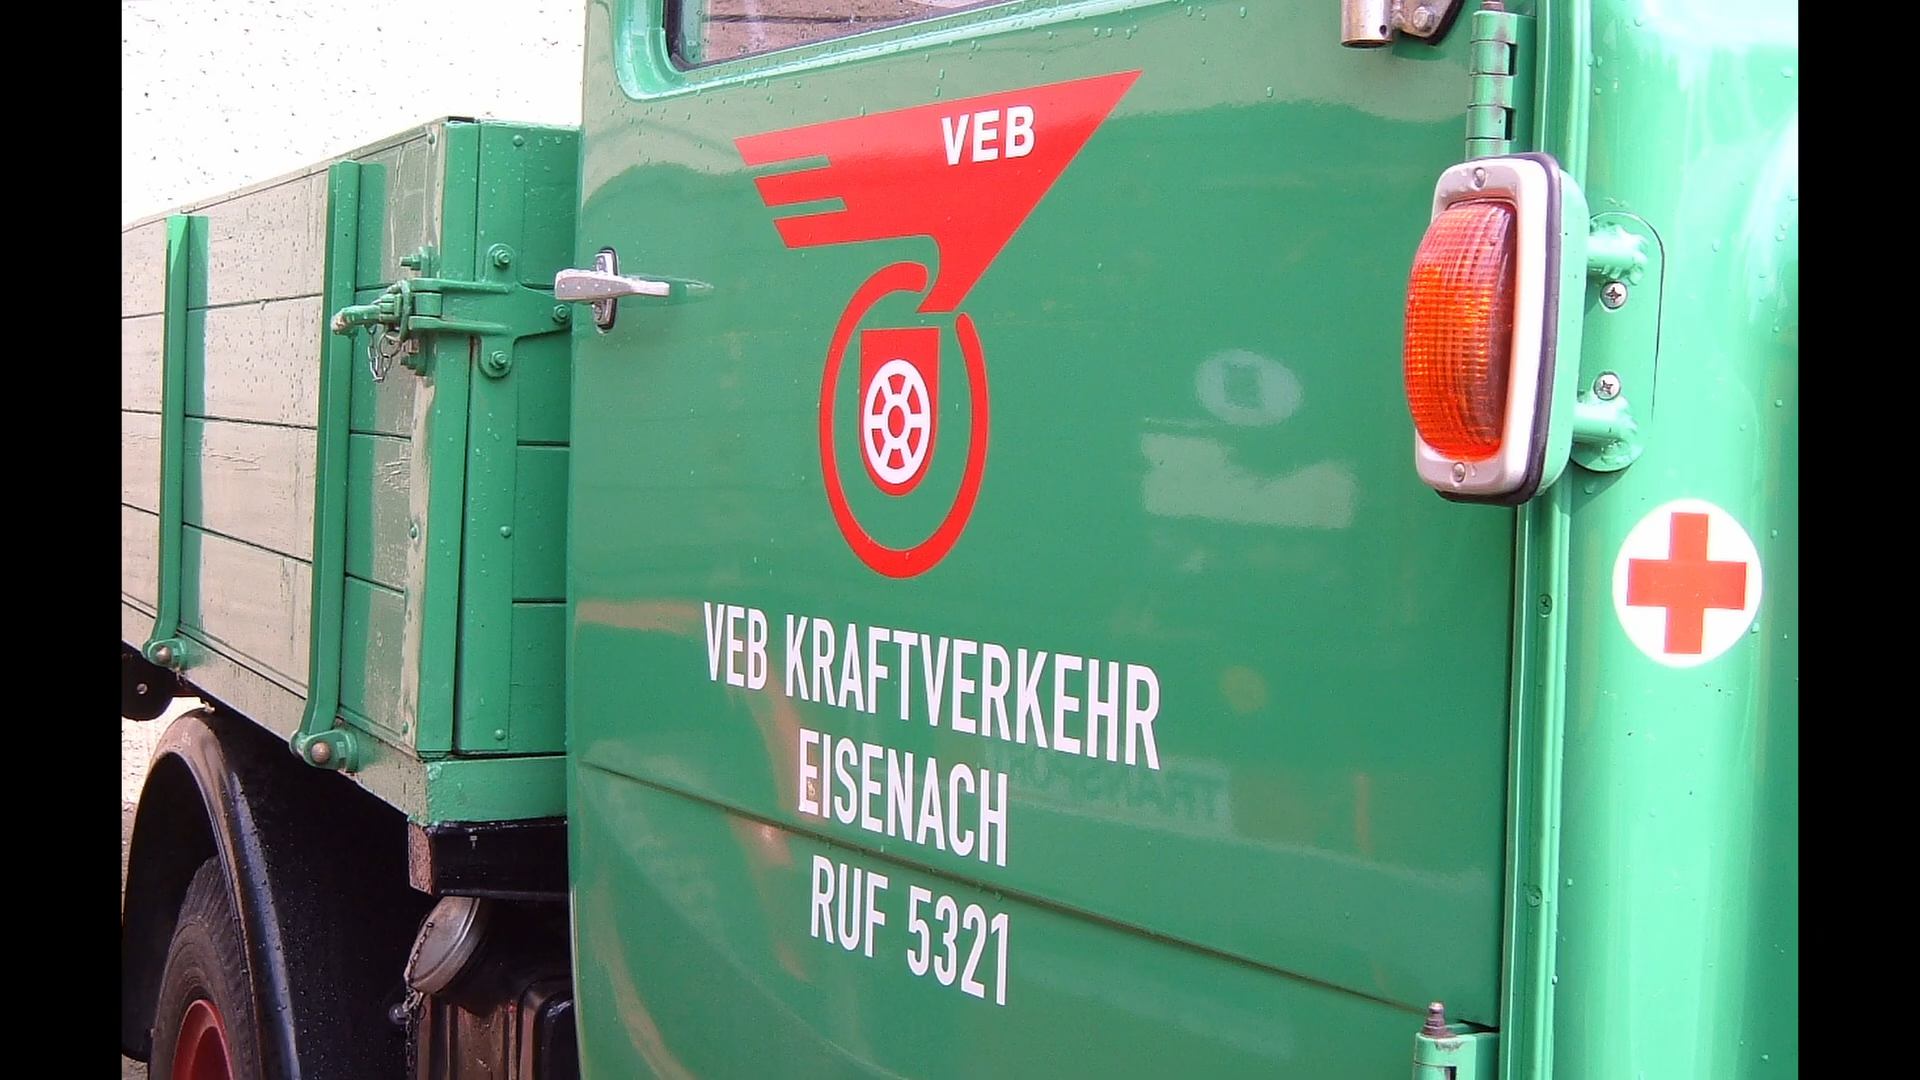 VEB
VEB KRAFTVERKEHR
EISENACH
RUF 5321